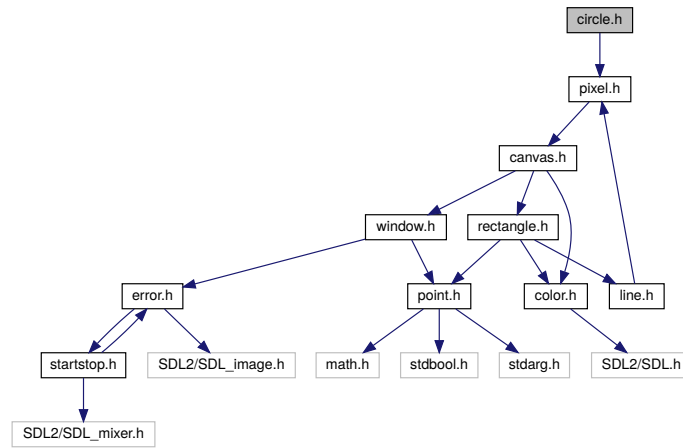 circle.h
pixel.h
canvas.h
window.h
rectangle.h
error.h
point.h
color.h
line.h
startstop.h
SDL2/SDL_image.h
math.h
stdbool.h
stdarg.h
SDL2/SDL.h
SDL2/SDL_mixer.h